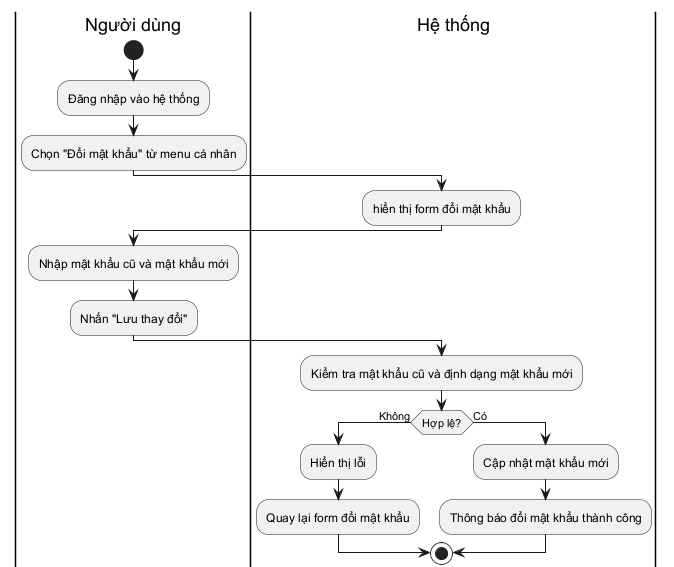 Người dùng
Hệ thống
Đăng nhập vào hệ thống
Chọn "Đổi mật khẩu" từ menu cá nhân
hiển thị form đổi mật khẩu
Nhập mật khẩu cũ và mật khẩu mới
Nhấn "Lưu thay đổi"
Kiểm tra mật khẩu cũ và định dạng mật khẩu mới
Không
Hợp lệ?
Có
Hiển thị lỗi
Cập nhật mật khẩu mới
Quay lại form đổi mật khẩu
Thông báo đổi mật khẩu thành công